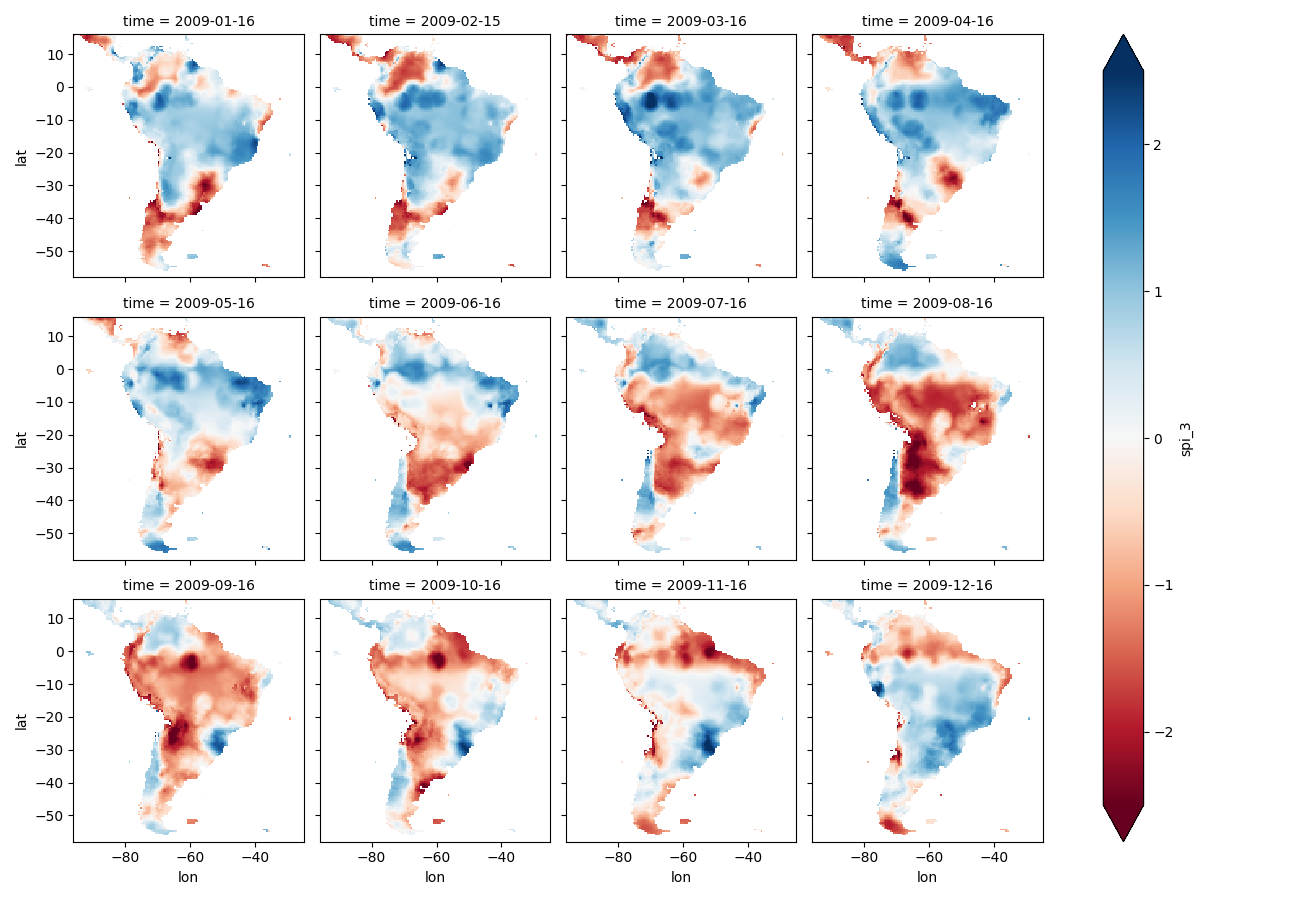 time = 2009-01-16
time = 2009-02-15
time = 2009-03-16
time = 2009-04-16
10
0
−10
−20
−30
−40
−50
lat
time = 2009-05-16
time = 2009-06-16
time = 2009-07-16
time = 2009-08-16
10
0
−10
−20
−30
−40
−50
lat
time = 2009-09-16
time = 2009-10-16
time = 2009-11-16
time = 2009-12-16
10
0
−10
−20
−30
−40
−50
lat
−80 −60 −40
lon
−80 −60 −40
lon
−80 −60 −40
lon
−80 −60 −40
lon
2
1
0
−1
−2
spi_3